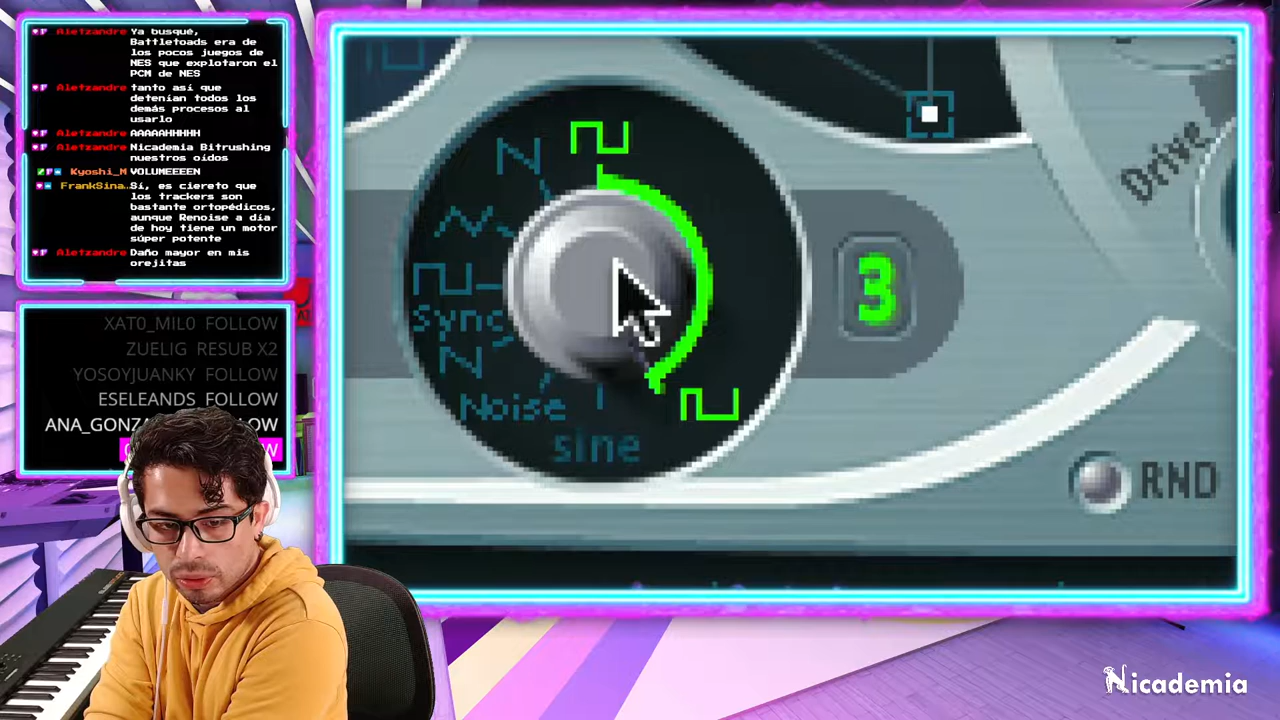 Aletzandre Ya busqué,
Battletoads era de
los pocos juegos de
NES que explotaron el
PCM de NES
Aletzandre tanto así que
detenían todos los
demás procesos al
usarlo
Aletzandre AAAAAHHHHH
Aletzandre Nicademia Bitrushing
nuestros oídos
Kyoshi_M VOLUMEEEEN
FrankSina.. Sí, es ciereto que
los trackers son
bastante ortopédicos,
aunque Renoise a día
de hoy tiene un motor
súper potente
Aletzandre Daño mayor en mis
orejitas
XAT0_MIL0 FOLLOW
ZUELIG RESUB X2
YOSOYJUANKY FOLLOW
ESELEANDS FOLLOW
Drive
sync
Noise
sine
3
RND
Nicademia